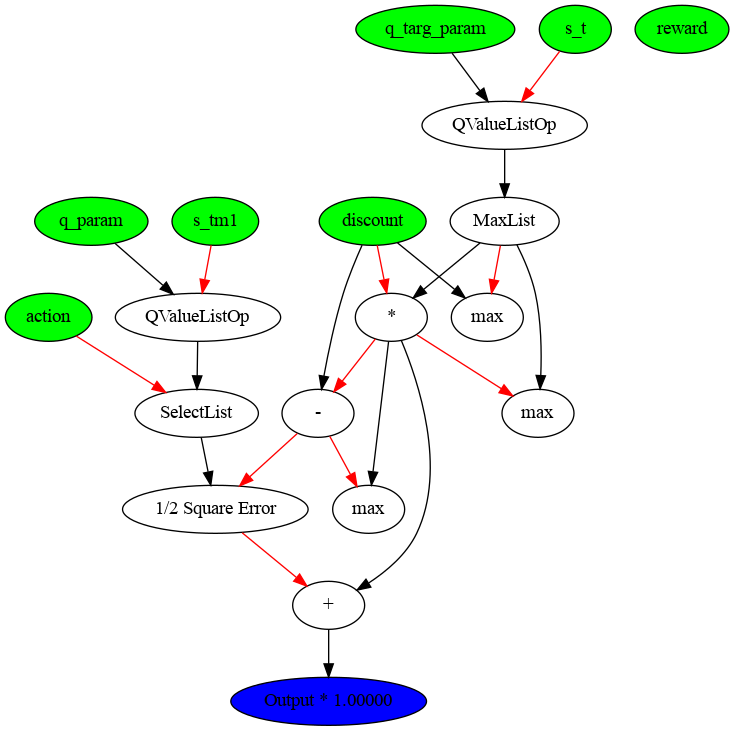 q_targ_param
s_t
reward
QValueListOp
q_param
s_tm1
discount
MaxList
action
QValueListOp
*
max
SelectList
-
max
1/2 Square Error
max
+
Output * 1.00000